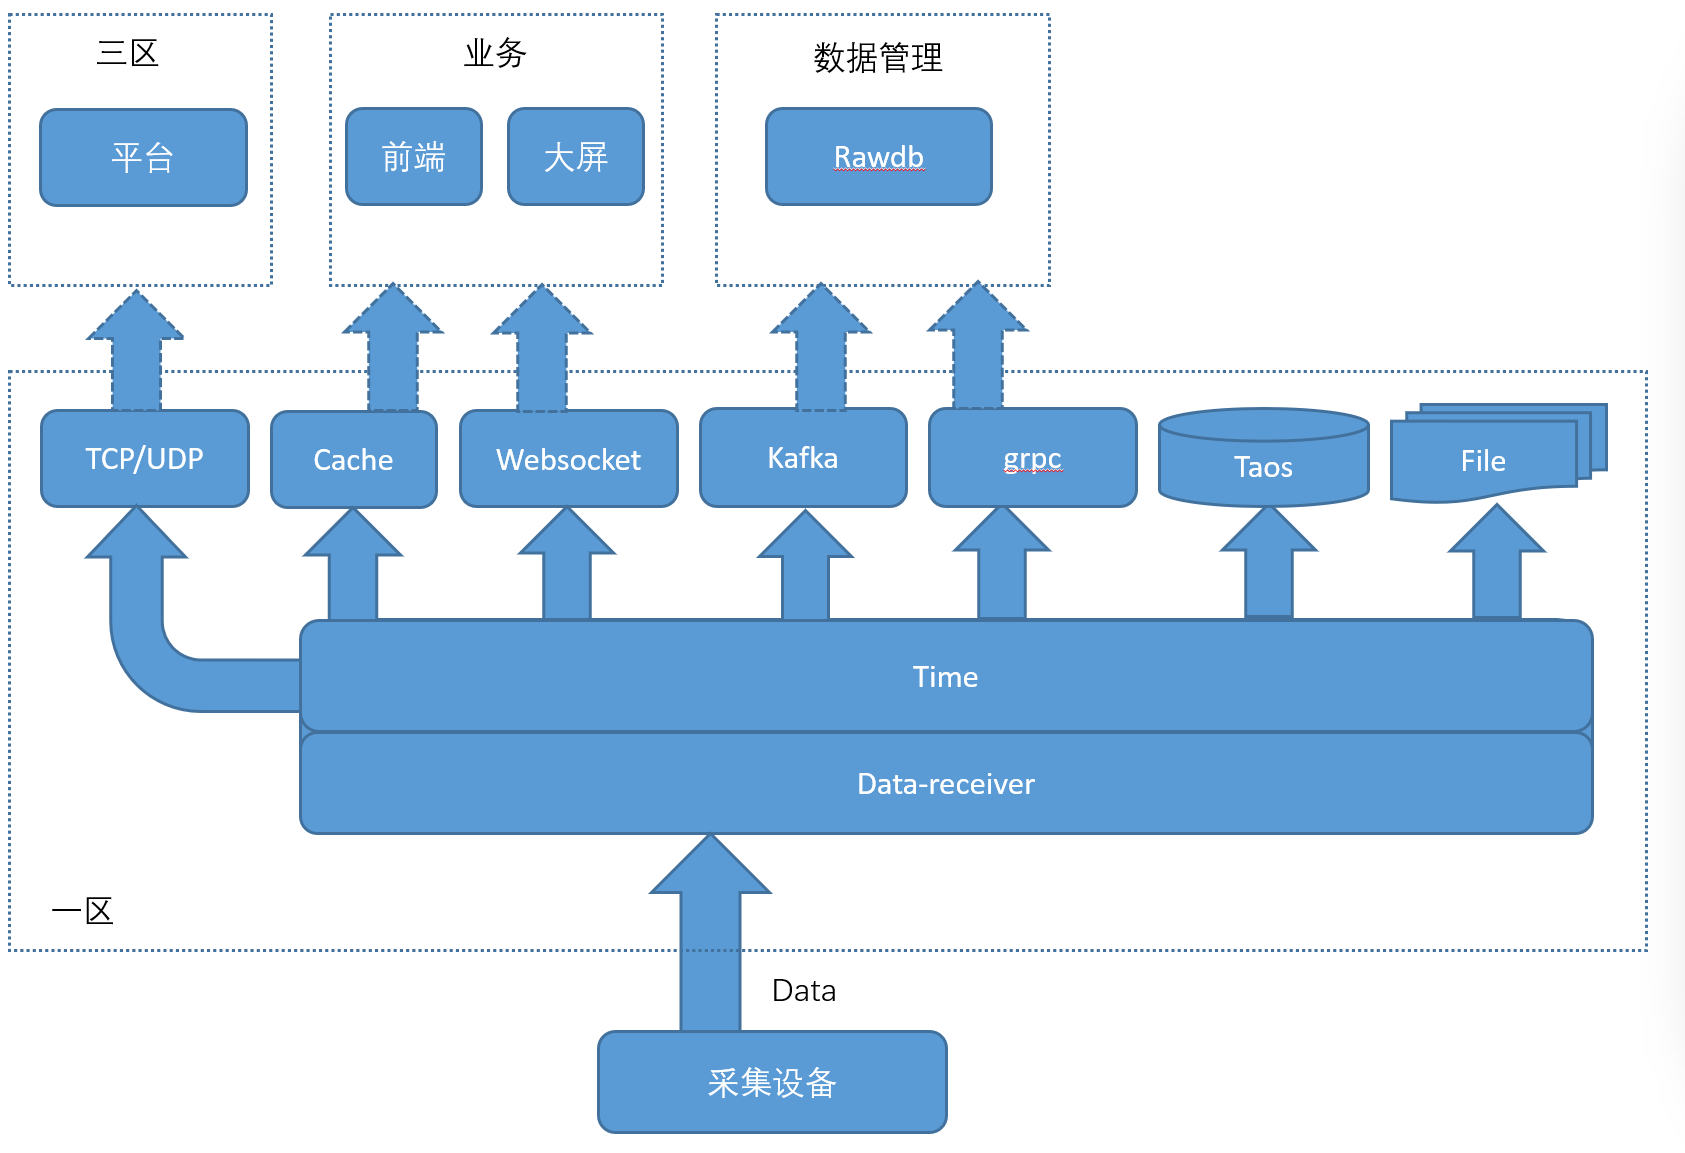 三区
业务
数据管理
平台
前端
大屏
Rawdb
TCP/UDP
Cache
Websocket
Kafka
grpc
Taos
File
Time
Data-receiver
一区
Data
采集设备